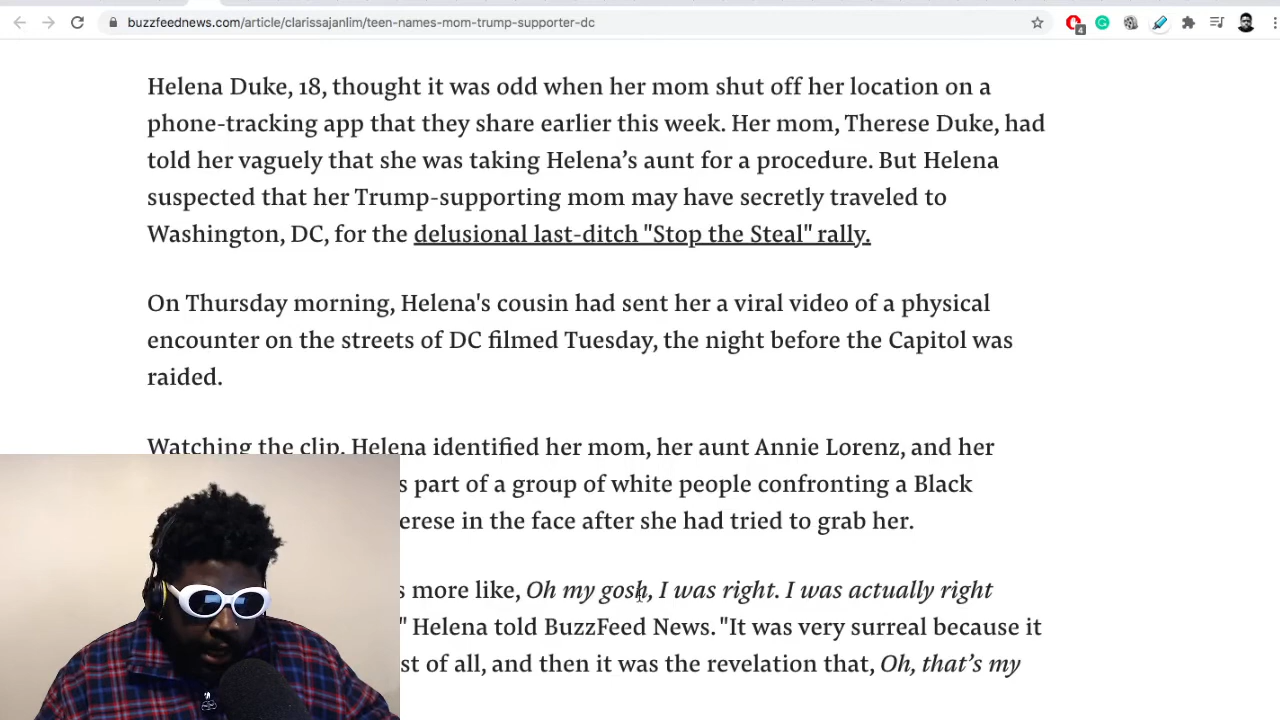 buzzfeednews.com/article/clarissajanlim/teen-names-mom-trump-supporter-dc
4
Helena Duke, 18, thought it was odd when her mom shut off her location on a
phone-tracking app that they share earlier this week. Her mom, Therese Duke, had
told her vaguely that she was taking Helena’s aunt for a procedure. But Helena
suspected that her Trump-supporting mom may have secretly traveled to
Washington, DC, for the delusional last-ditch "Stop the Steal" rally.
On Thursday morning, Helena's cousin had sent her a viral video of a physical
encounter on the streets of DC filmed Tuesday, the night before the Capitol was
raided.
Watching the clip, Helena identified her mom, her aunt Annie Lorenz, and her
s part of a group of white people confronting a Black
erese in the face after she had tried to grab her.
s more like, Oh my gosh, I was right. I was actually right
" Helena told BuzzFeed News. "It was very surreal because it
st of all, and then it was the revelation that, Oh, that’s my